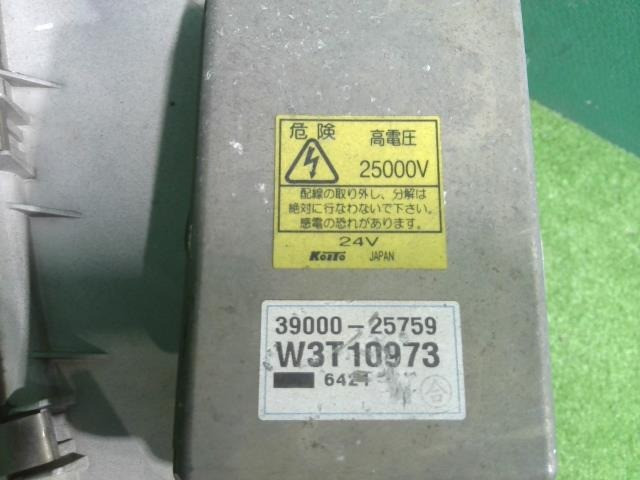 危険 高電圧
25000V
配線の取り外し、分解は
絶対に行なわないで下さい。
感電の恐れがあります。
24V
KOITO JAPAN
39000-25759
W3T10973
合